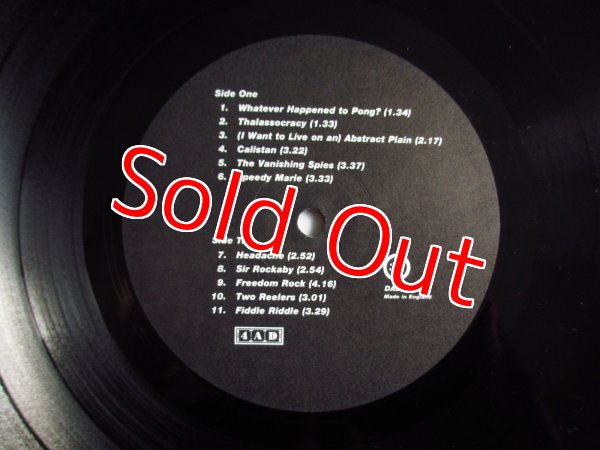 Side One
1. Whatever Happened to Pong? (1.34)
2. Thalassocracy (1.33)
3. (I Want to Live on an) Abstract Plain (2.17)
4. Calistan (3.22)
5. The Vanishing Spies (3.37)
6. Speedy Marie (3.33)
Sold Out
Side
7. Headache (2.52)
8. Sir Rockaby (2.54)
9. Freedom Rock (4.16)
10. Two Reelers (3.01)
11. Fiddle Riddle (3.29)
Made in England
4AD